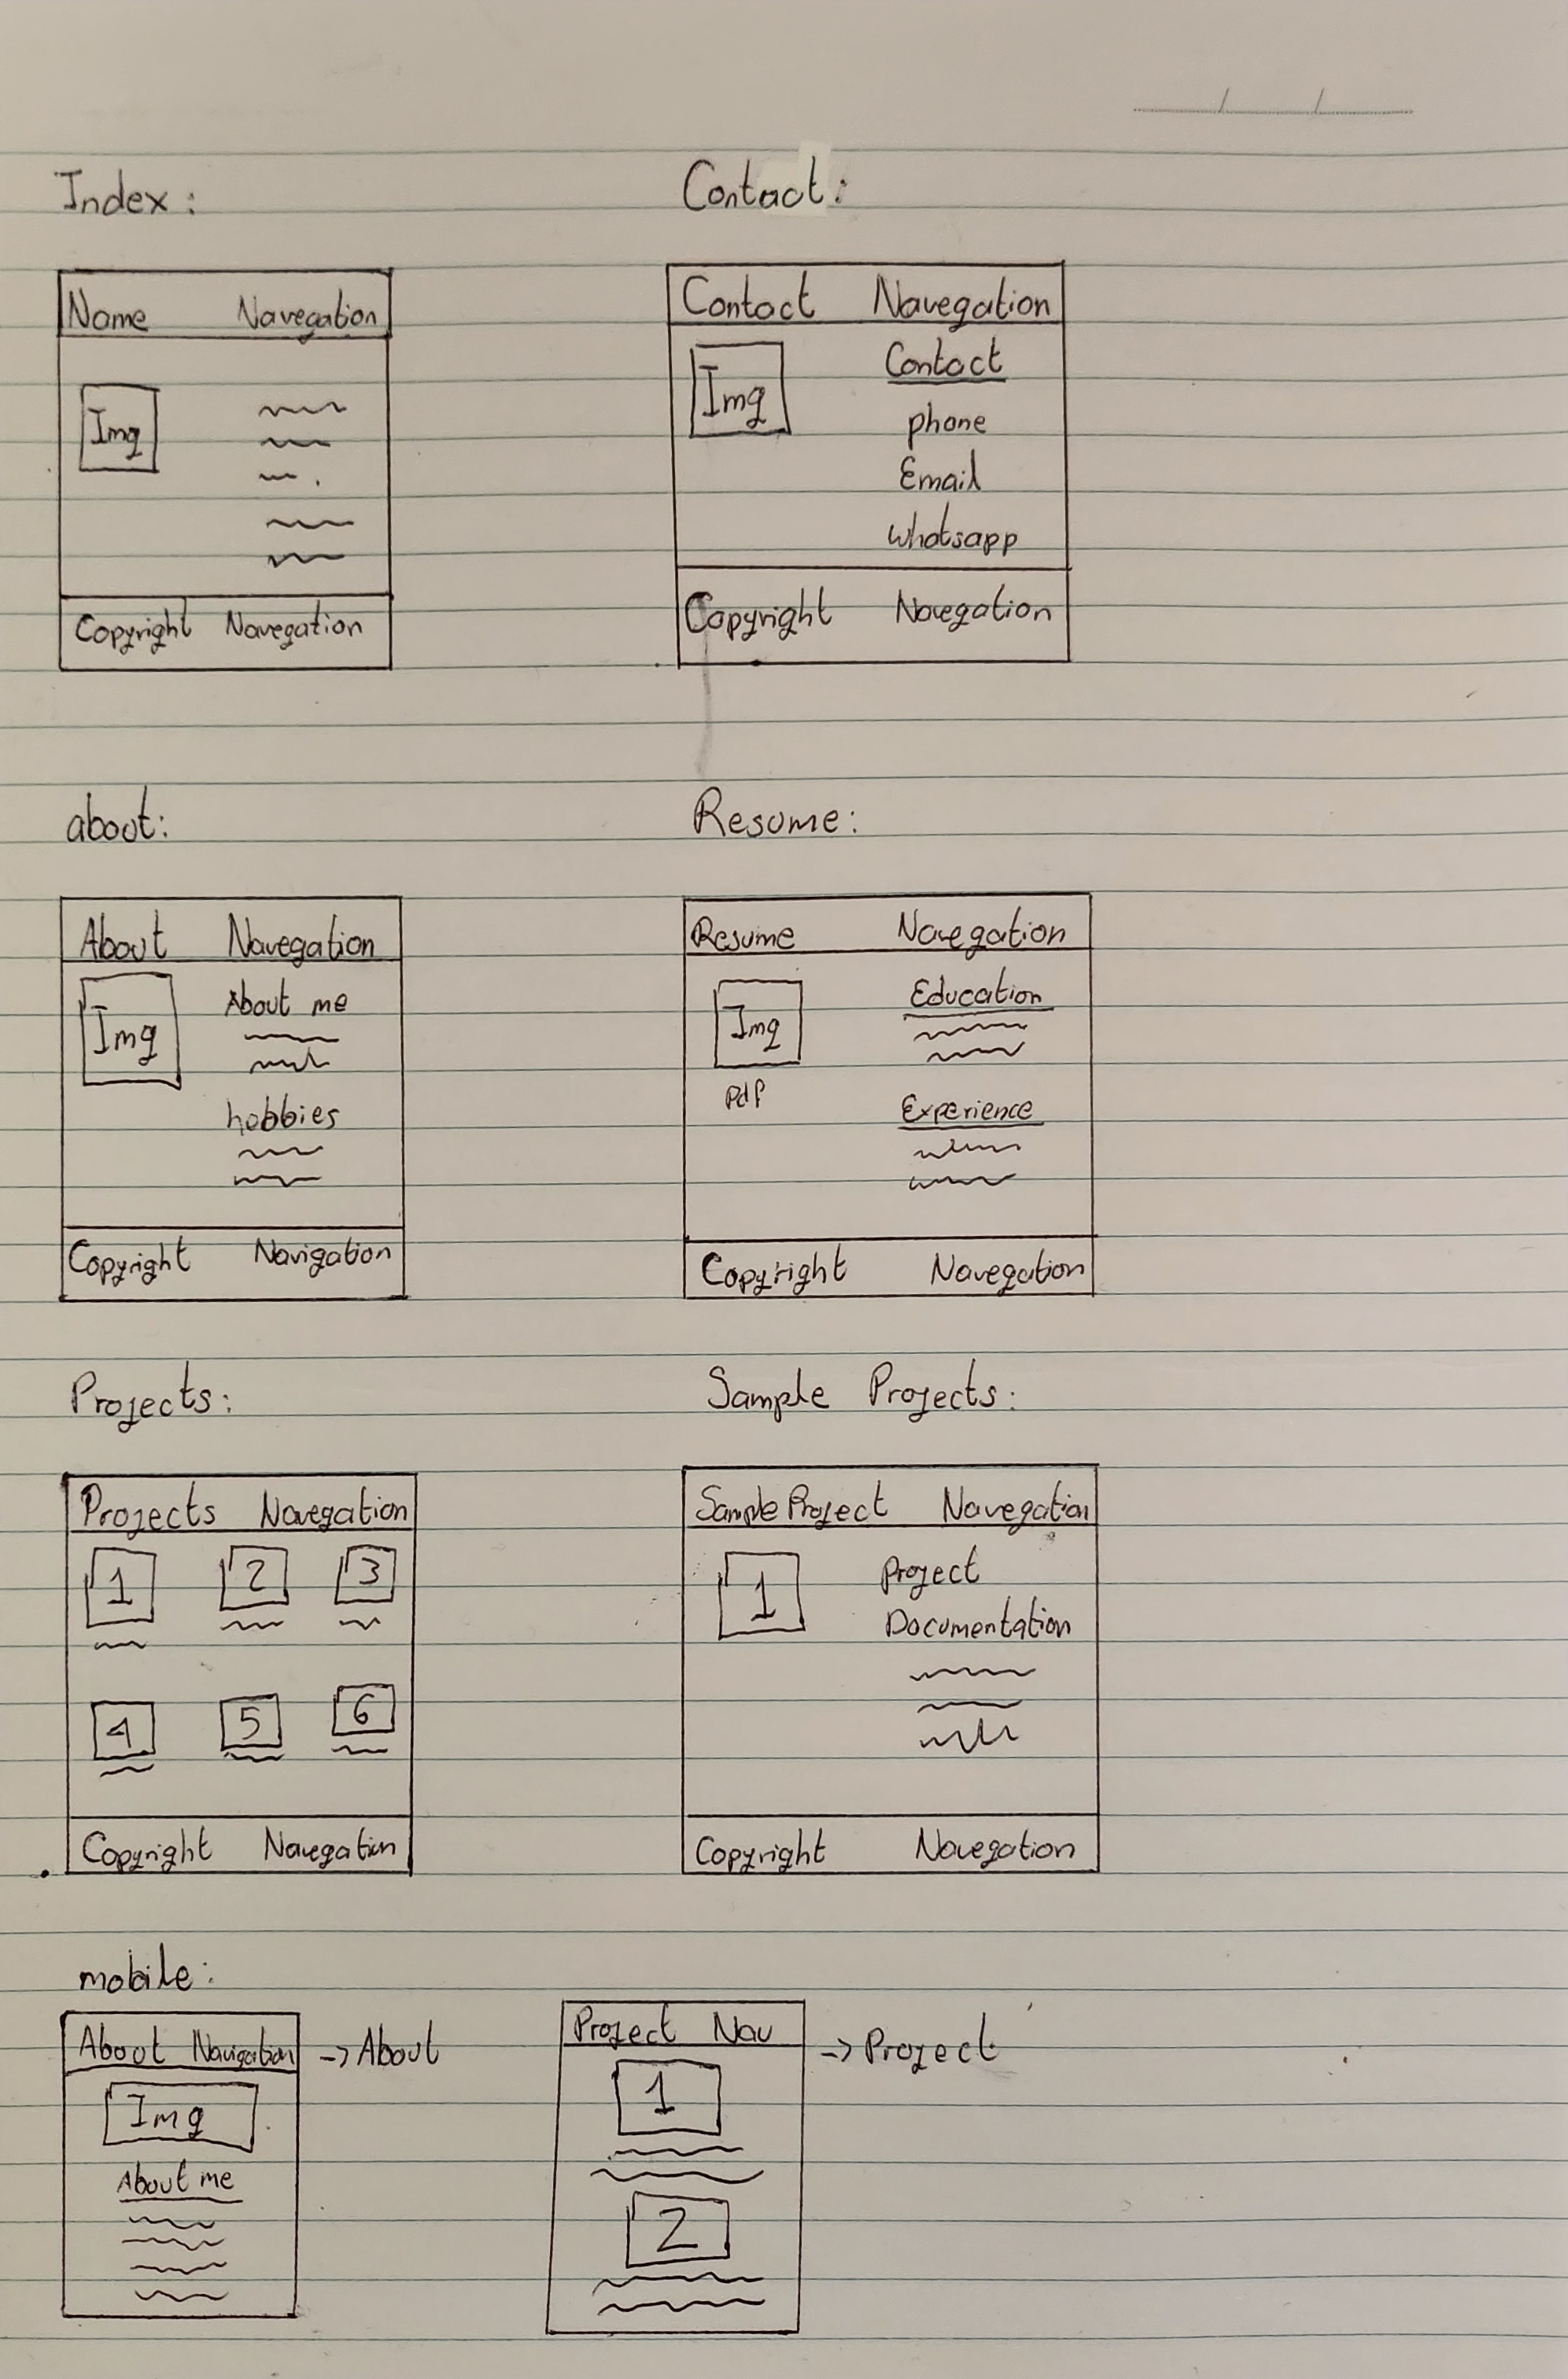 Index :
Name Navegation
Img
Copyright Navegation
Contact :
Contact Navegation
Img
Contact
phone
Email
whatsapp
Copyright Navegation
about:
About Navegation
Img
About me
hobbies
Copyright Navigation
Resume :
Resume Navegation
Img
Pdf
Education
Experience
Copyright Navegation
Projects :
Projects Navegation
1 2 3
4 5 6
Copyright Navegation
Sample Projects :
Sample Project Navegation
1
Project
Documentation
Copyright Navegation
mobile :
About Navigation -> About
Img
About me
Project Nav -> Project
1
2